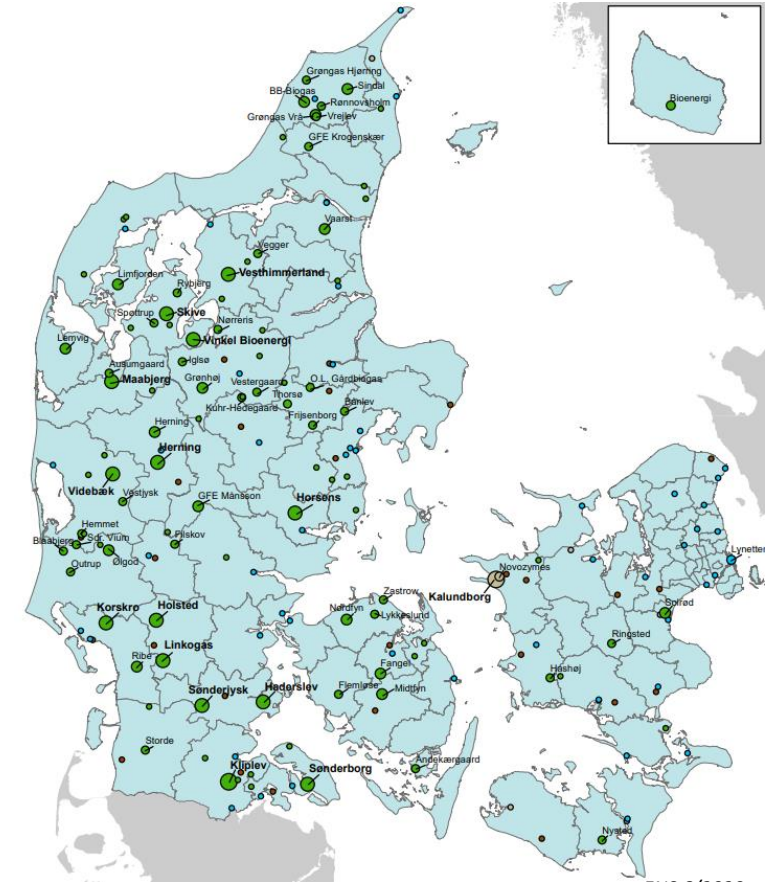 Grøngas Hjørring
Sindal
BB-Biogas
Rønnovsholm
Grøngas Vrå
Vrejlev
GFE Krogenskær
Bioenergi
Vaarst
Vegger
Vesthimmerland
Limfjorden
Rybjerg
Skive
Spøttrup
Nørreris
Vinkel Bioenergi
Lemvig
Iglsø
Ausumgaard
Maabjerg
Grønhøj
Vestergaard
O.L. Gårdbiogas
Kuhr-Hedegaard
Thorsø
Bånlev
Frijsenborg
Herning
Herning
Videbæk
Vestjysk
GFE Månsson
Horsens
Hemmet
Blaabjerg
Sdr. Vium
Ølgod
Pilskov
Outrup
Lynetten
Novozymes
Kalundborg
Zastrow
Nordfyn
Lykkeslund
Korskro
Holsted
Solrød
Ringsted
Linkogas
Ribe
Fangel
Hashøj
Flemløse
Midtfyn
Sønderjysk
Haderslev
Storde
Kliplev
Sønderborg
Andekærgaard
Nysted